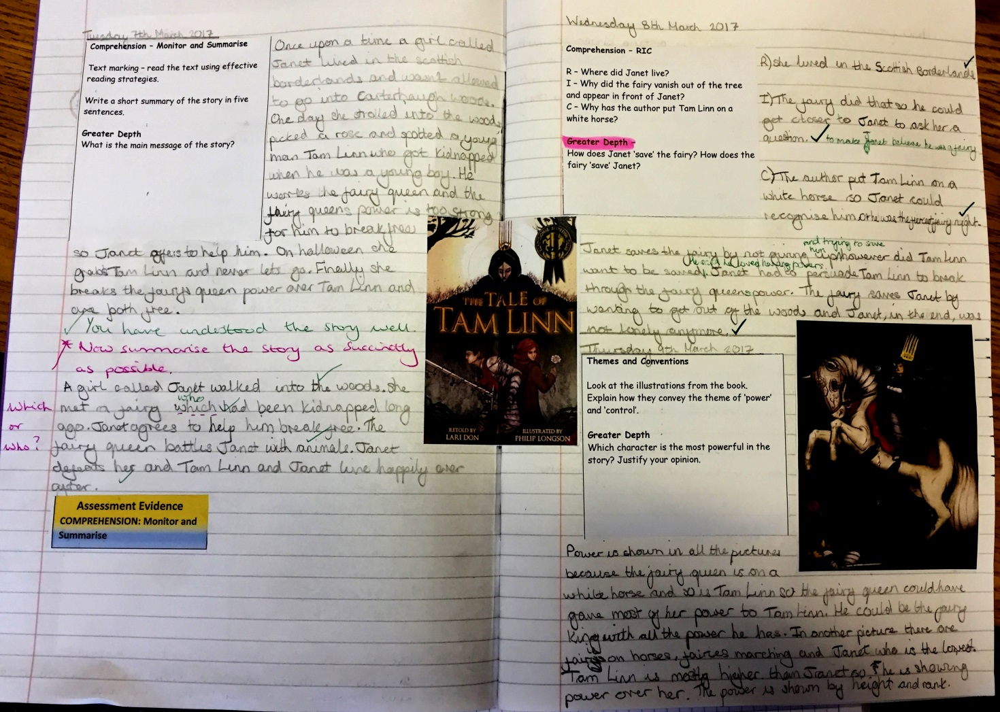 Tuesday 7th March 2017
Comprehension – Monitor and Summarise
Text marking – read the text using effective
reading strategies.
Write a short summary of the story in five
sentences.
Greater Depth
What is the main message of the story?
Once upon a time a girl called
Janet lived in the scottish
borderlands and wasn't allowed
to go into Carterhaugh woods.
One day she strolled into the woods,
picked a rose and spotted a young
man Tam Linn who got kidnapped
when he was a young boy. He
works the fairy queen and the
fairy queens power is too strong
for him to break free
so Janet offers to help him. On halloween she
grabs Tam Linn and never lets go. Finally she
breaks the fairys queen power over Tam Linn and
are both free.
You have understood the story well.
* Now summarise the story as succinctly
as possible.
A girl called Janet walked into the woods. She
who
met a fairy which had been kidnapped long
which
or
who?
ago. Janet agrees to help him break free. The
fairy queen battles Janet with animals. Janet
defeats her and Tam Linn and Janet live happily ever
after.
Assessment Evidence
COMPREHENSION: Monitor and
Summarise
THE TALE OF
TAM LINN
RETOLD BY
LARI DON
ILLUSTRATED BY
PHILIP LONGSON
Wednesday 8th March 2017
Comprehension – RIC
R – Where did Janet live?
I – Why did the fairy vanish out of the tree
and appear in front of Janet?
C – Why has the author put Tam Linn on a
white horse?
Greater Depth –
How does Janet 'save' the fairy? How does the
fairy 'save' Janet?
R) she lived in the Scottish Borderlands
I) The fairy did that so he could
get closer to Janet to ask her a
question. to make Janet believe he was a fairy
C) The author put Tam Linn on a
white horse so Janet could
recognise him or he was the fiercest fairy night.
and trying to save
him
Janet saves the fairy by not giving up however did Tam Linn
He said he loved having powers
want to be saved. Janet had to persuade Tam Linn to break
through the fairy queens power. The fairy saves Janet by
wanting to get out of the woods and Janet, in the end, was
not lonely anymore.
Thursday 9th March 2017
Themes and Conventions
Look at the illustrations from the book.
Explain how they convey the theme of 'power'
and 'control'.
Greater Depth
Which character is the most powerful in the
story? Justify your opinion.
Power is shown in all the pictures
because the fairy queen is on a
white horse and so is Tam Linn so the fairy queen could have
gave most of her power to Tam Linn. He could be the fairy
King with all the power he has. In another picture there are
fairys on horses, fairies marching and Janet who is the lowest.
Tam Linn is mostly higher than Janet so he is showing
power over her. The power is shown by height and rank.